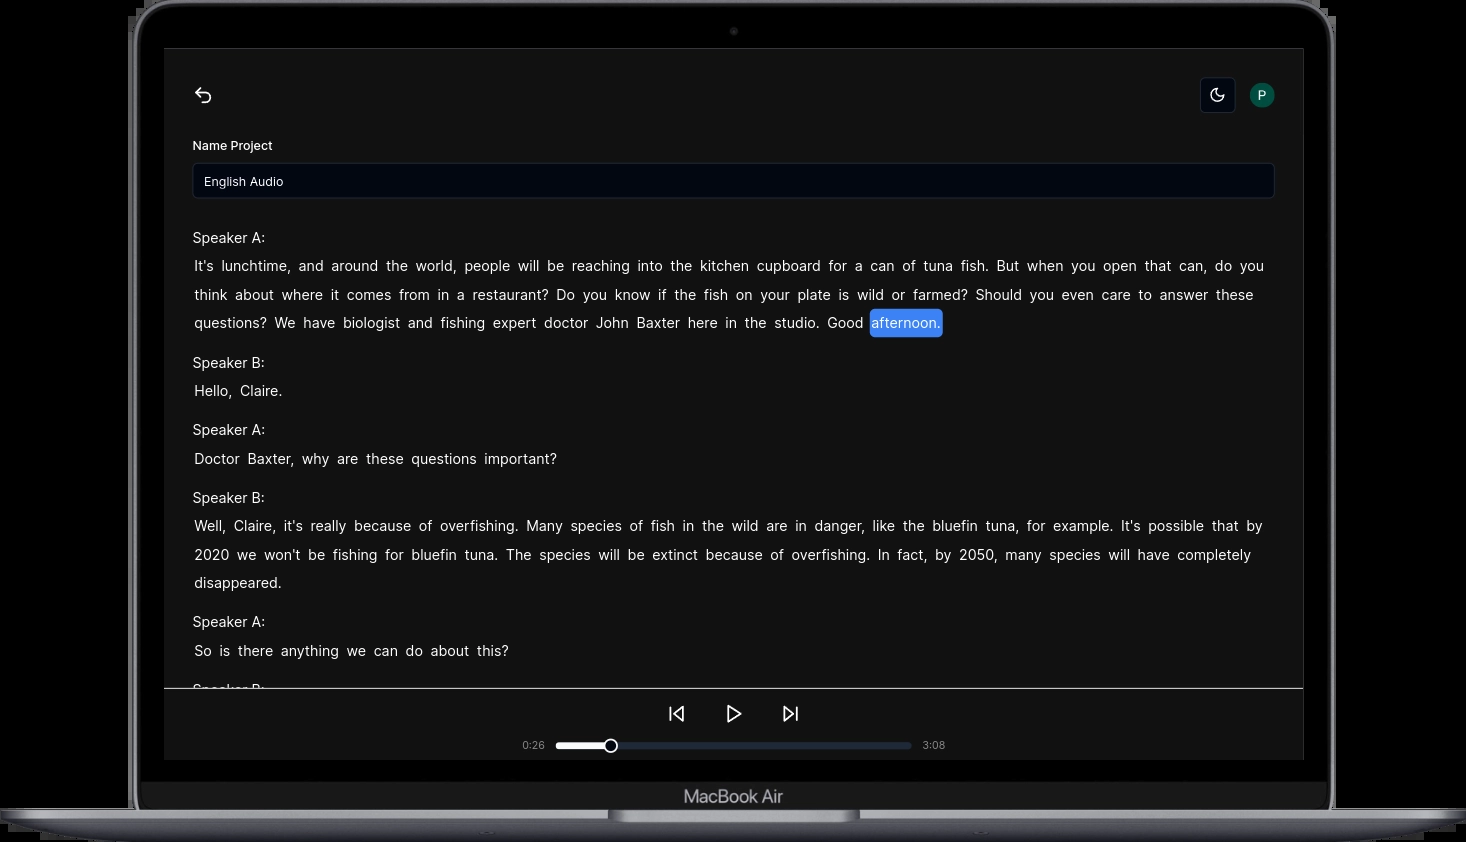 P
Name Project
English Audio
Speaker A:
It's lunchtime, and around the world, people will be reaching into the kitchen cupboard for a can of tuna fish. But when you open that can, do you
think about where it comes from in a restaurant? Do you know if the fish on your plate is wild or farmed? Should you even care to answer these
questions? We have biologist and fishing expert doctor John Baxter here in the studio. Good afternoon.
Speaker B:
Hello, Claire.
Speaker A:
Doctor Baxter, why are these questions important?
Speaker B:
Well, Claire, it's really because of overfishing. Many species of fish in the wild are in danger, like the bluefin tuna, for example. It's possible that by
2020 we won't be fishing for bluefin tuna. The species will be extinct because of overfishing. In fact, by 2050, many species will have completely
disappeared.
Speaker A:
So is there anything we can do about this?
Speaker B:
0:26 3:08
MacBook Air